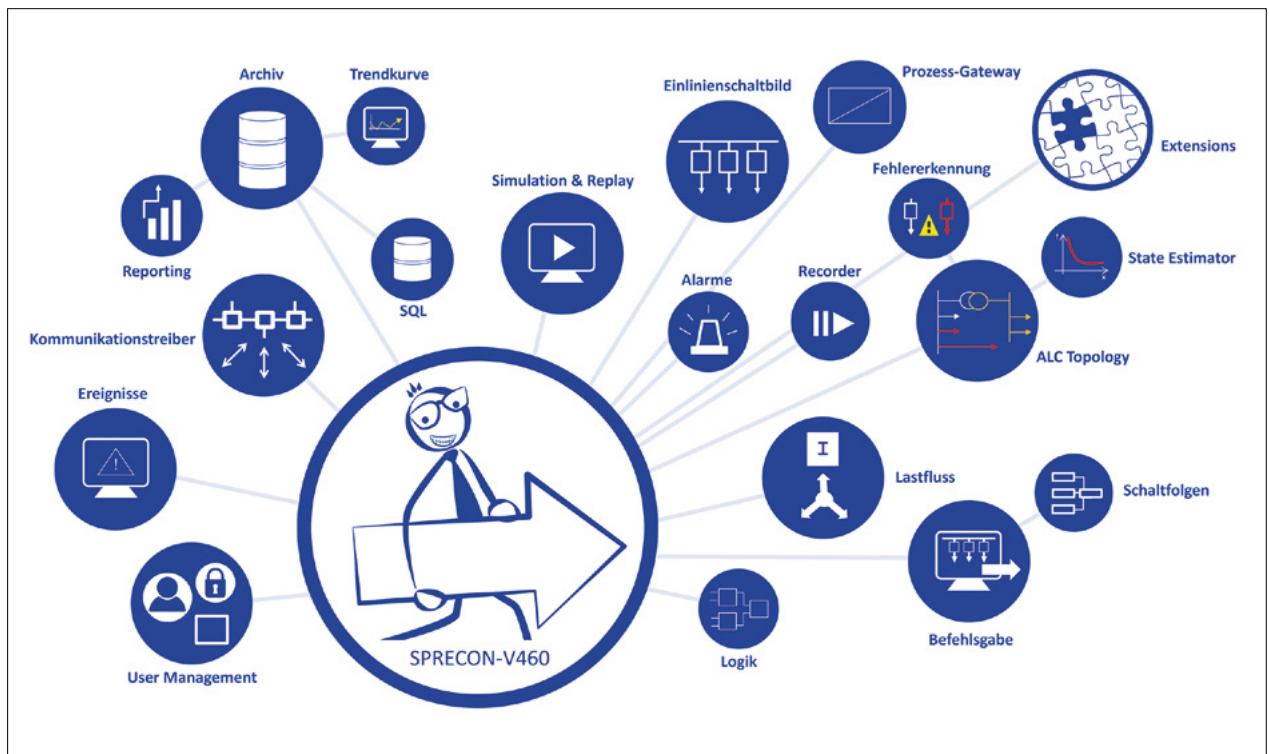 Archiv
Trendkurve
Einlinienschaltbild
Prozess-Gateway
Extensions
Simulation & Replay
Fehlererkennung
Reporting
SQL
Alarme
Recorder
State Estimator
Kommunikationstreiber
ALC Topology
Ereignisse
I
Lastfluss
Schaltfolgen
Befehlsgabe
Logik
User Management
SPRECON-V460